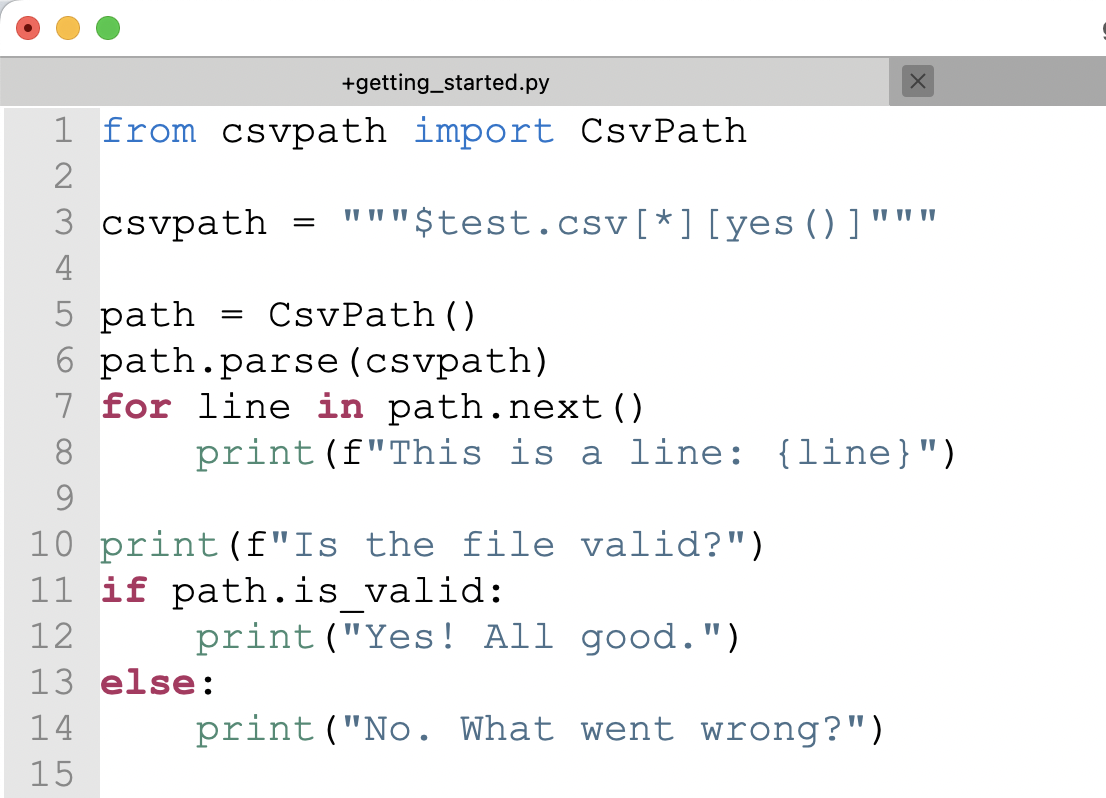 +getting_started.py
1 from csvpath import CsvPath
2
3 csvpath = """$test.csv[*][yes()]"""
4
5 path = CsvPath()
6 path.parse(csvpath)
7 for line in path.next()
8     print(f"This is a line: {line}")
9
10 print(f"Is the file valid?")
11 if path.is_valid:
12     print("Yes! All good.")
13 else:
14     print("No. What went wrong?")
15